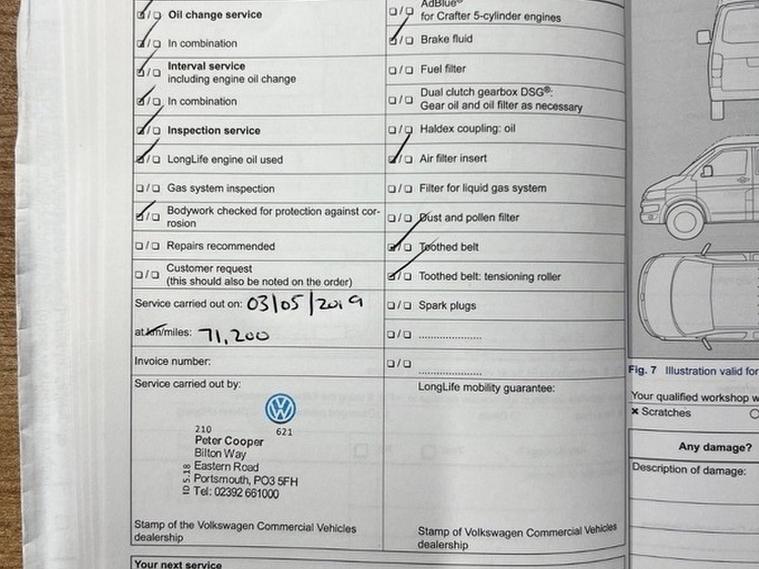 Oil change service
In combination
Interval service
including engine oil change
In combination
Inspection service
LongLife engine oil used
Gas system inspection
Bodywork checked for protection against cor-
rosion
Repairs recommended
Customer request
(this should also be noted on the order)
Service carried out on: 03/05/2019
at km/miles: 71,200
Invoice number:
Service carried out by:
210 621
Peter Cooper
Bilton Way
Eastern Road
Portsmouth, PO3 5FH
Tel: 02392 661000
ID 5.18
Stamp of the Volkswagen Commercial Vehicles
dealership
Your next service
AdBlue®
for Crafter 5-cylinder engines
Brake fluid
Fuel filter
Dual clutch gearbox DSG®:
Gear oil and oil filter as necessary
Haldex coupling: oil
Air filter insert
Filter for liquid gas system
Dust and pollen filter
Toothed belt
Toothed belt: tensioning roller
Spark plugs
LongLife mobility guarantee:
Stamp of Volkswagen Commercial Vehicles
dealership
Fig. 7 Illustration valid for
Your qualified workshop
Scratches
Any damage?
Description of damage: